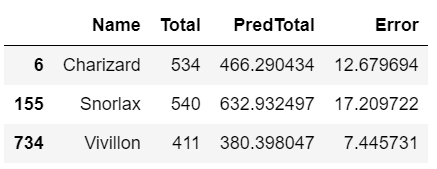 Name Total PredTotal Error
6 Charizard 534 466.290434 12.679694
155 Snorlax 540 632.932497 17.209722
734 Vivillon 411 380.398047 7.445731